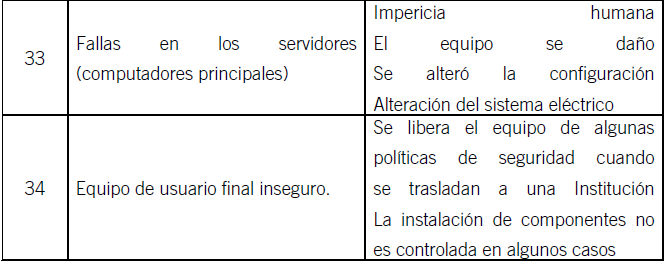 33
Fallas en los servidores
(computadores principales)
Impericia humana
El equipo se daño
Se alteró la configuración
Alteración del sistema eléctrico
34
Equipo de usuario final inseguro.
Se libera el equipo de algunas
políticas de seguridad cuando
se trasladan a una Institución
La instalación de componentes no
es controlada en algunos casos